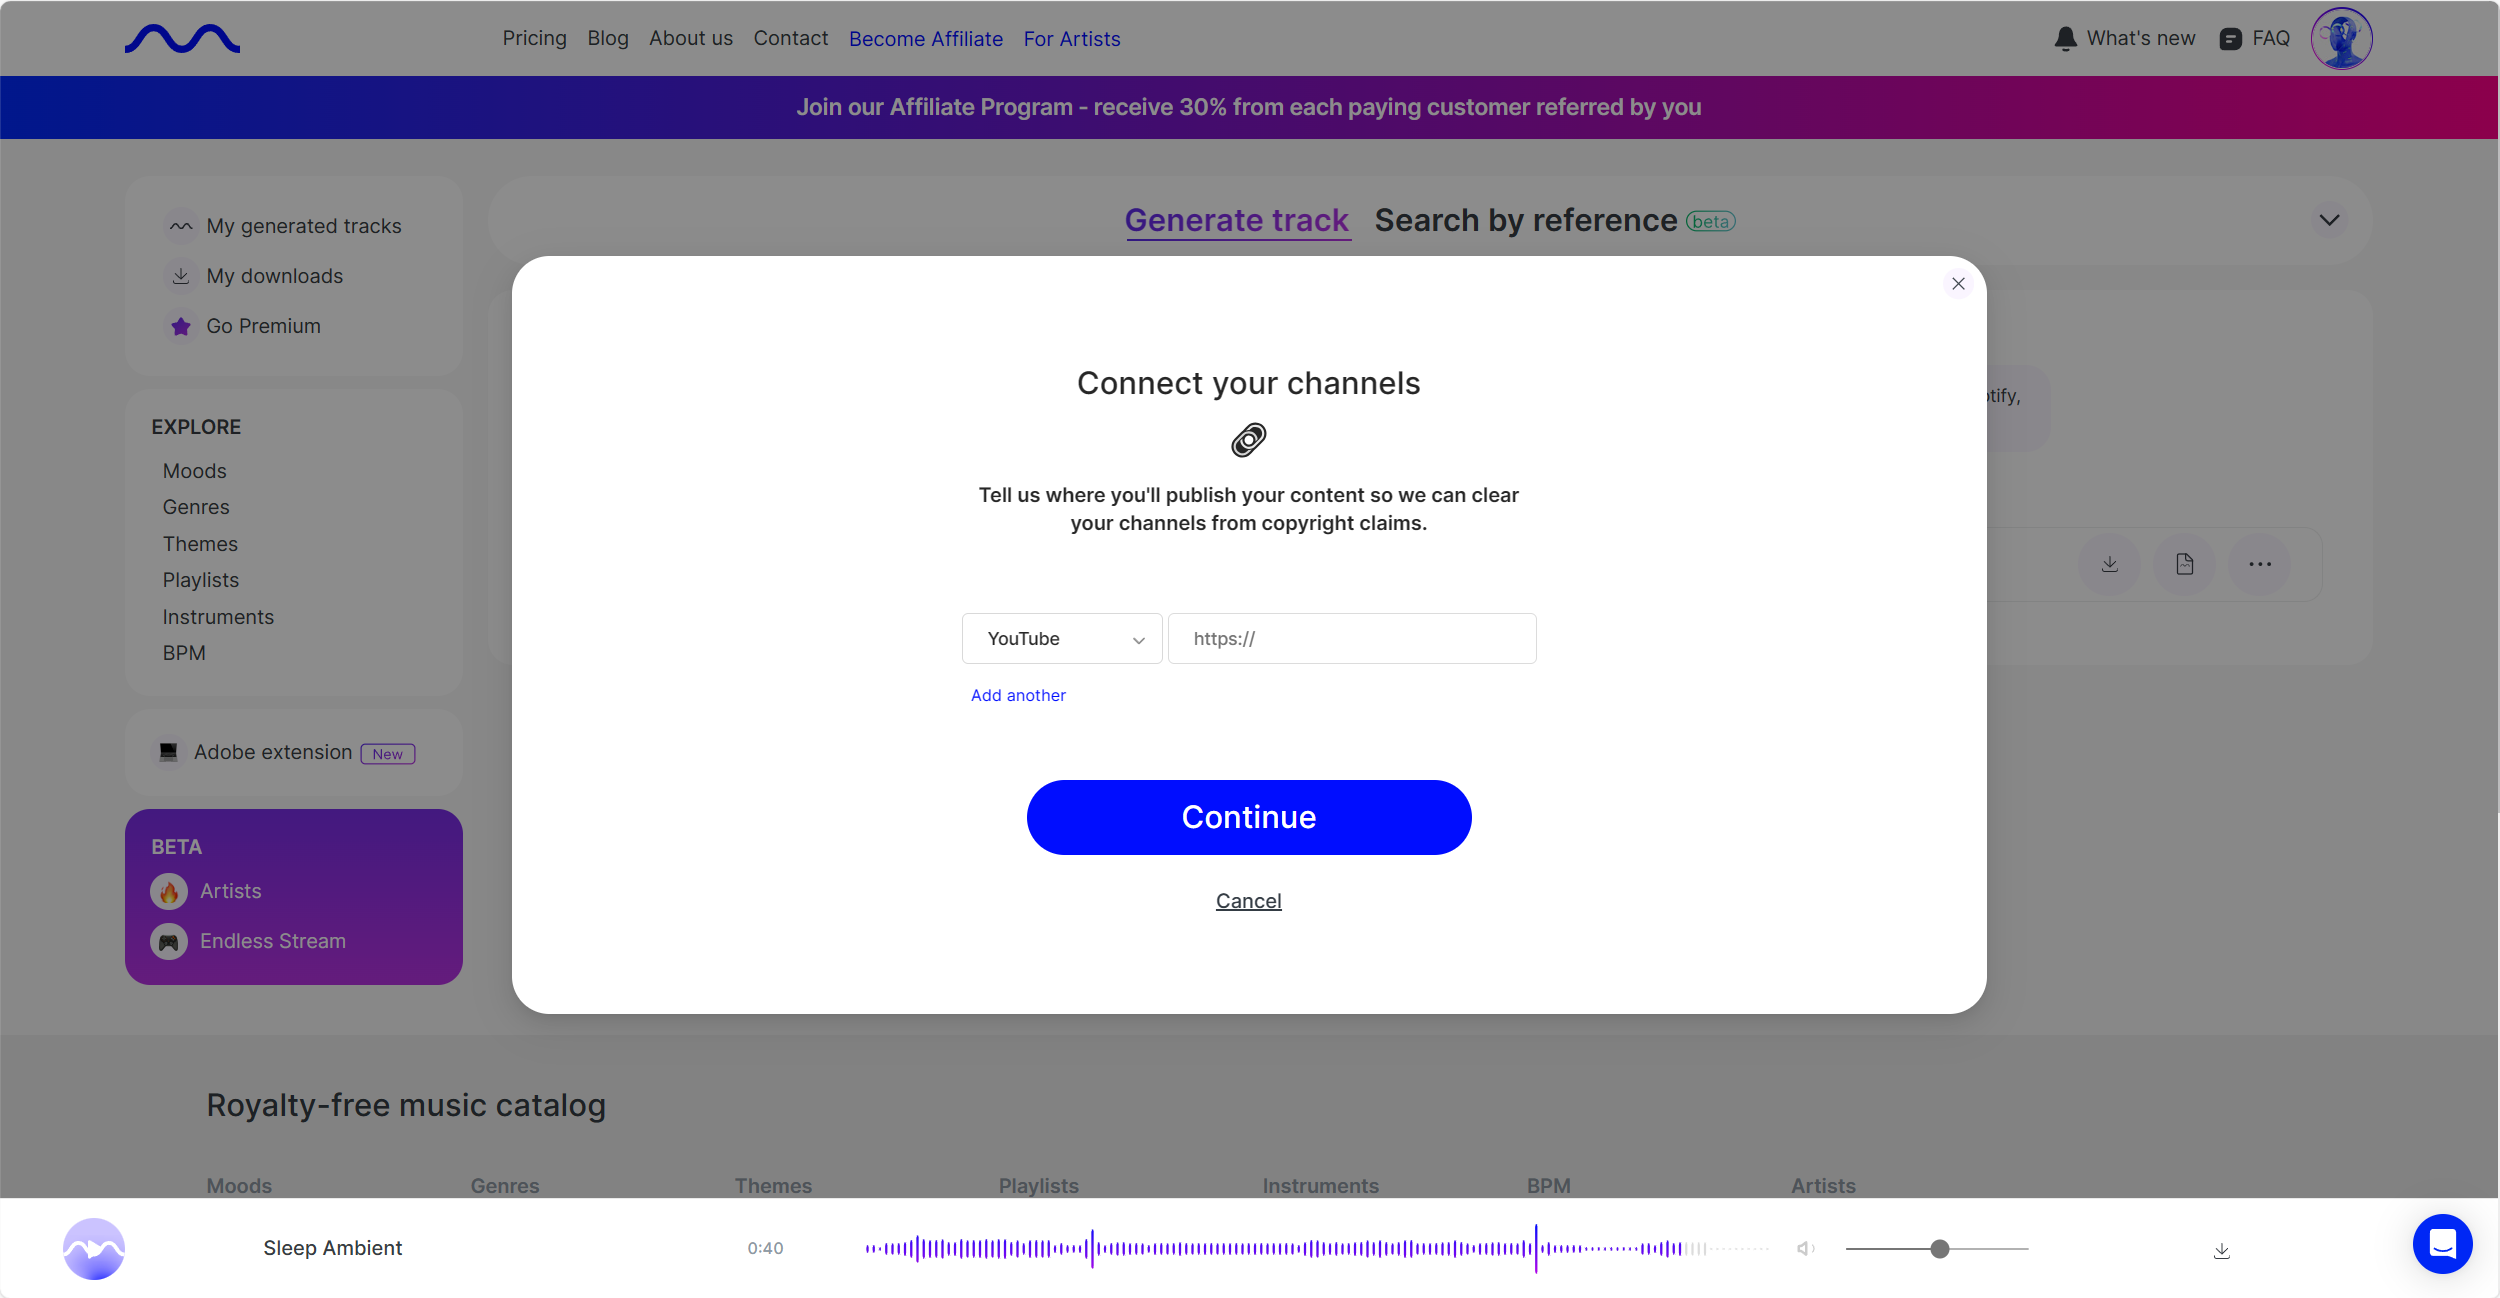 Pricing Blog About us Contact Become Affiliate For Artists What's new FAQ
Join our Affiliate Program - receive 30% from each paying customer referred by you
My generated tracks
My downloads
Go Premium
EXPLORE
Moods
Genres
Themes
Playlists
Instruments
BPM
Adobe extension New
BETA
Artists
Endless Stream
Generate track Search by reference beta
Connect your channels
Tell us where you'll publish your content so we can clear
your channels from copyright claims.
YouTube https://
Add another
Continue
Cancel
Royalty-free music catalog
Moods Genres Themes Playlists Instruments BPM Artists
Sleep Ambient 0:40